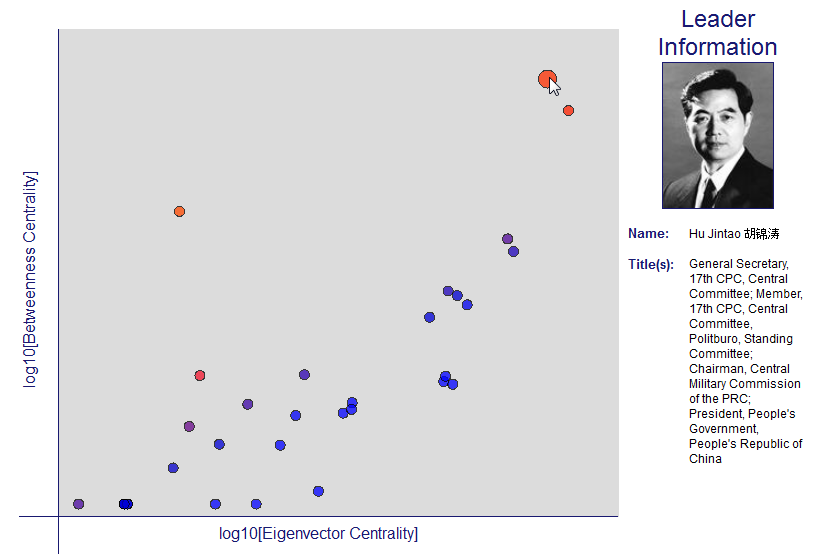 Leader
Information
log10[Betweenness Centrality]
Name: Hu Jintao 胡锦涛
Title(s): General Secretary,
17th CPC, Central
Committee; Member,
17th CPC, Central
Committee,
Politburo, Standing
Committee;
Chairman, Central
Military Commission
of the PRC;
President, People's
Government,
People's Republic of
China
log10[Eigenvector Centrality]